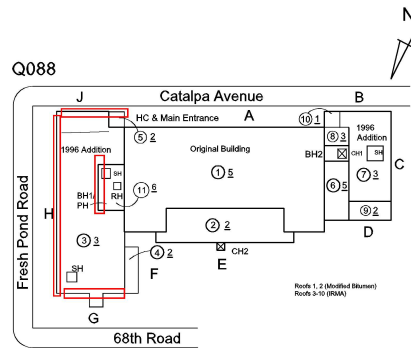 N
Q088
J
Catalpa Avenue
B
HC & Main Entrance
A
10 1
5 2
8 3
1996 Addition
1996 Addition
Original Building
BH2
CH1
SH
C
SH
1 5
7 3
BH1/
PH
RH
11 6
6 5
H
Fresh Pond Road
2 2
9 2
3 3
D
4 2
SH
F
CH2
E
G
Roofs 1, 2 (Modified Bitumen)
Roofs 3-10 (IRMA)
68th Road